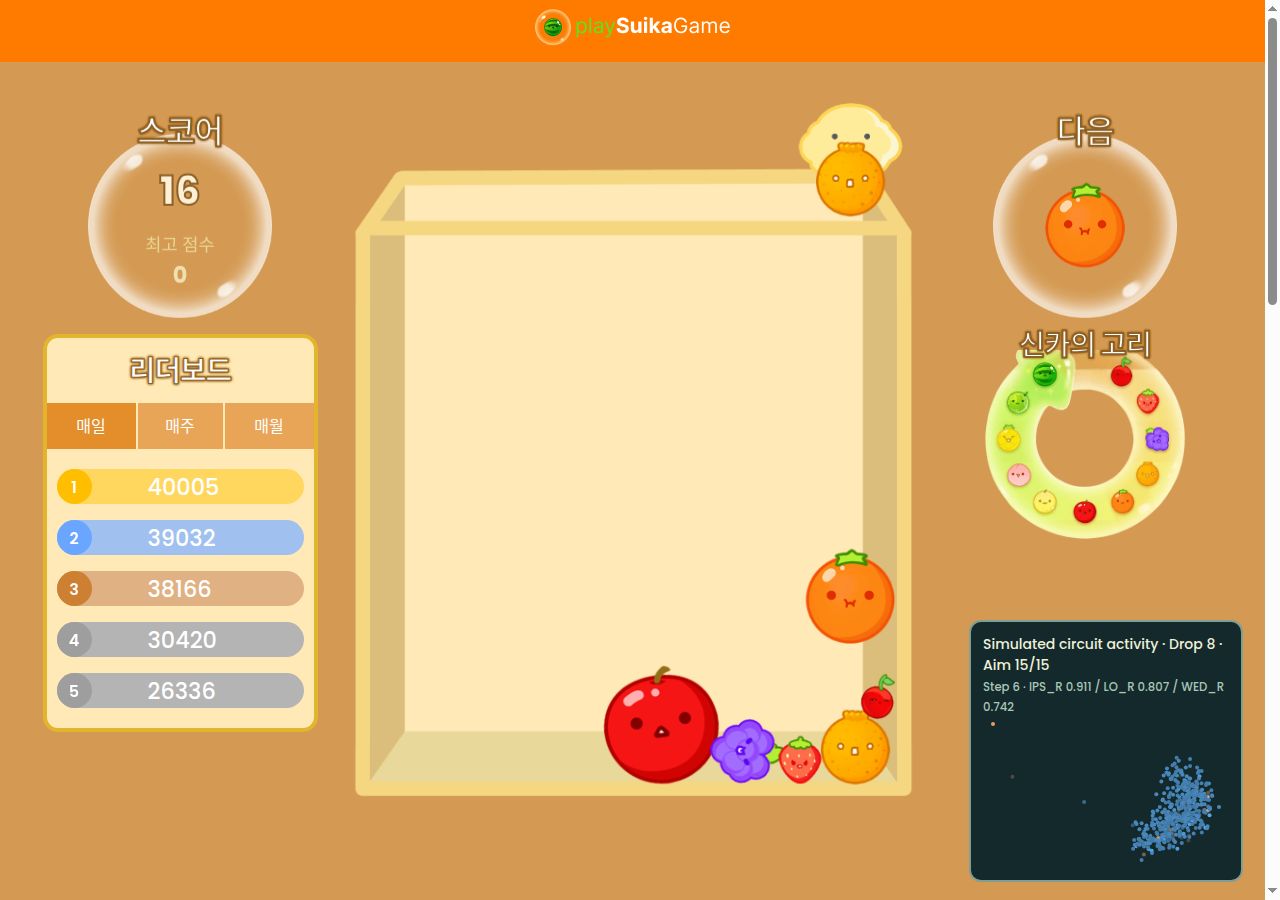 playSuikaGame
스코어
16
최고 점수
0
다음
신카의 고리
리더보드
매일 매주 매월
1 40005
2 39032
3 38166
4 30420
5 26336
Simulated circuit activity · Drop 8 ·
Aim 15/15
Step 6 · IPS_R 0.911 / LO_R 0.807 / WED_R
0.742